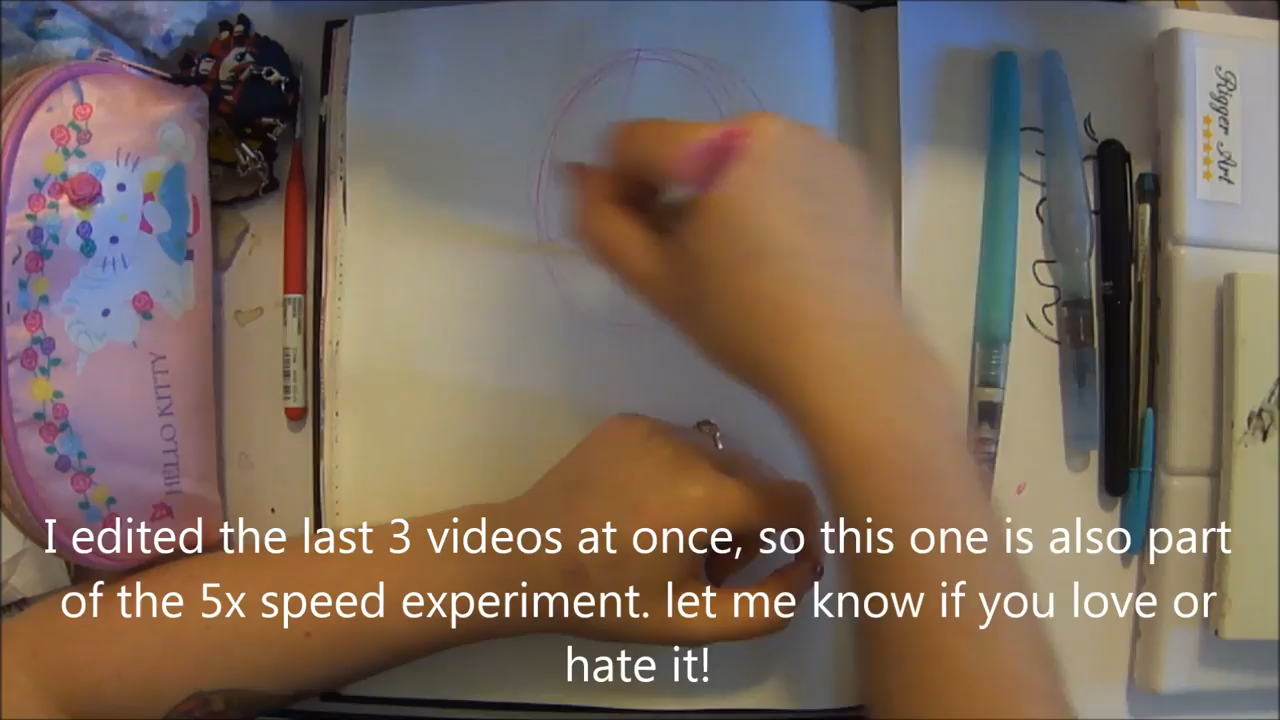 Rigger Art
HELLO KITTY
I edited the last 3 videos at once, so this one is also part
of the 5x speed experiment. let me know if you love or
hate it!